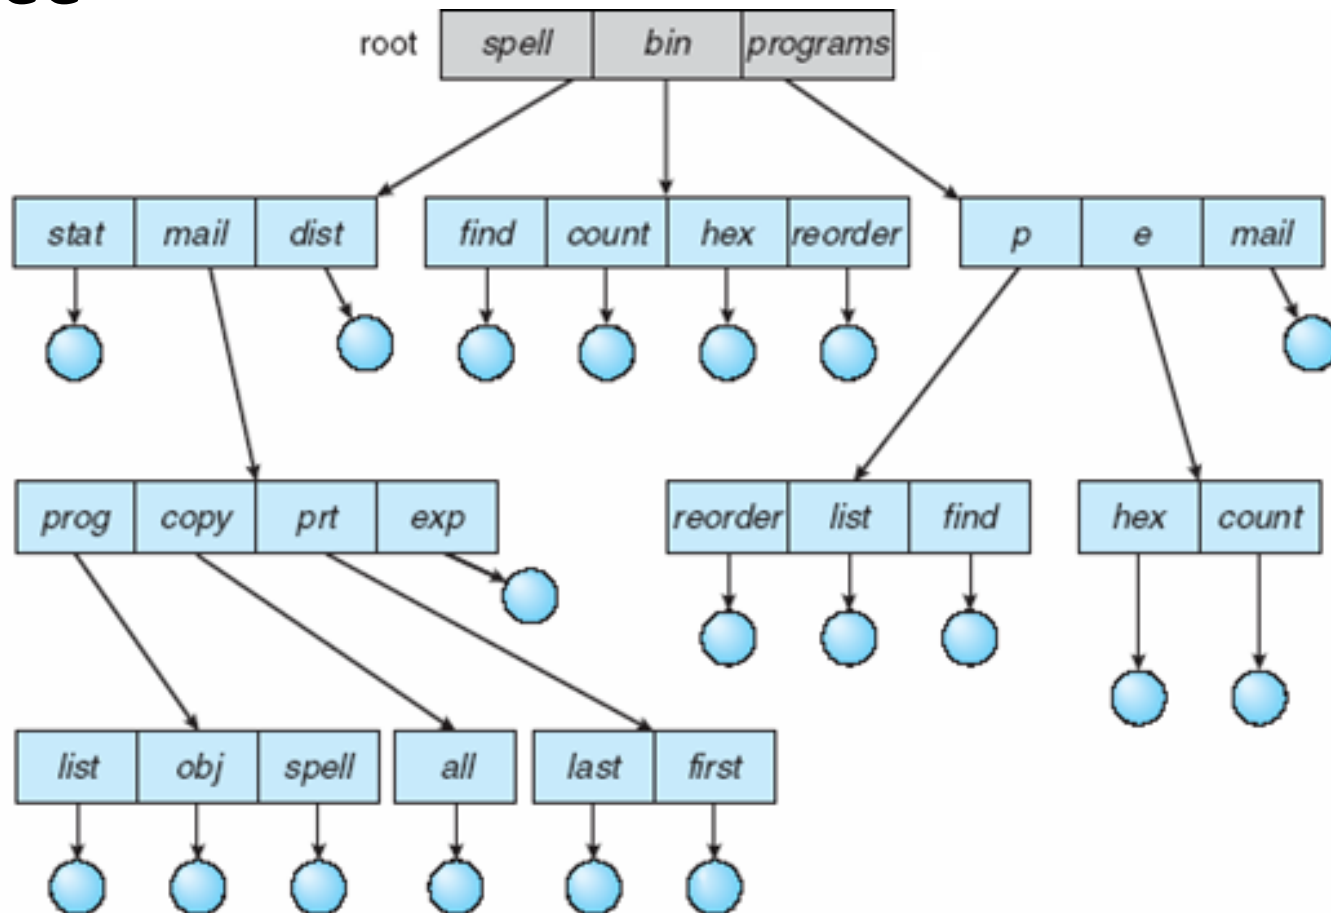 root spell bin programs
stat mail dist find count hex reorder p e mail
prog copy prt exp reorder list find hex count
list obj spell all last first